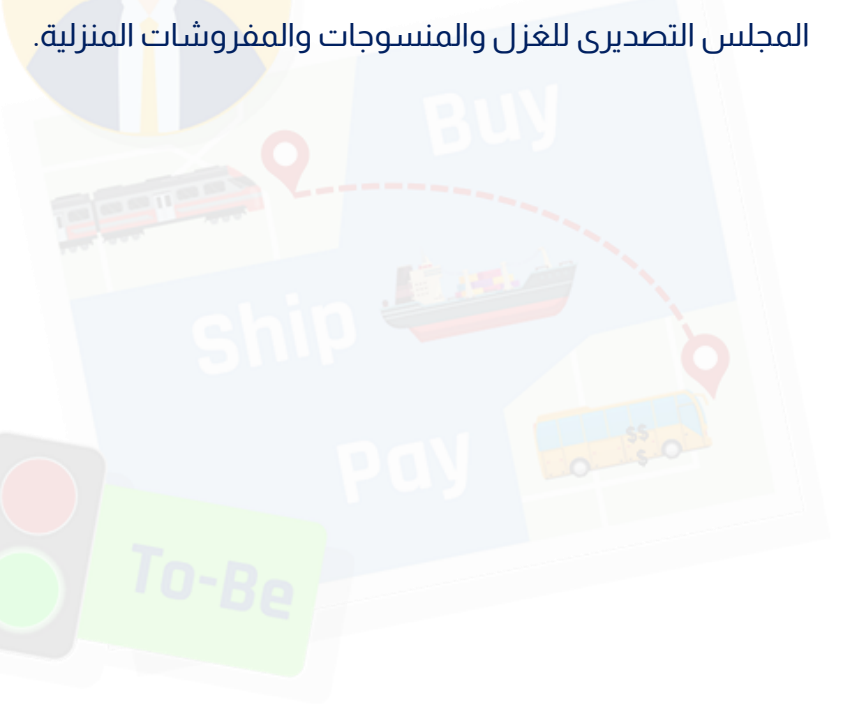 المجلس التصديرى للغزل والمنسوجات والمفروشات المنزلية.
Buy
Ship
Pay
$$
$
To-Be